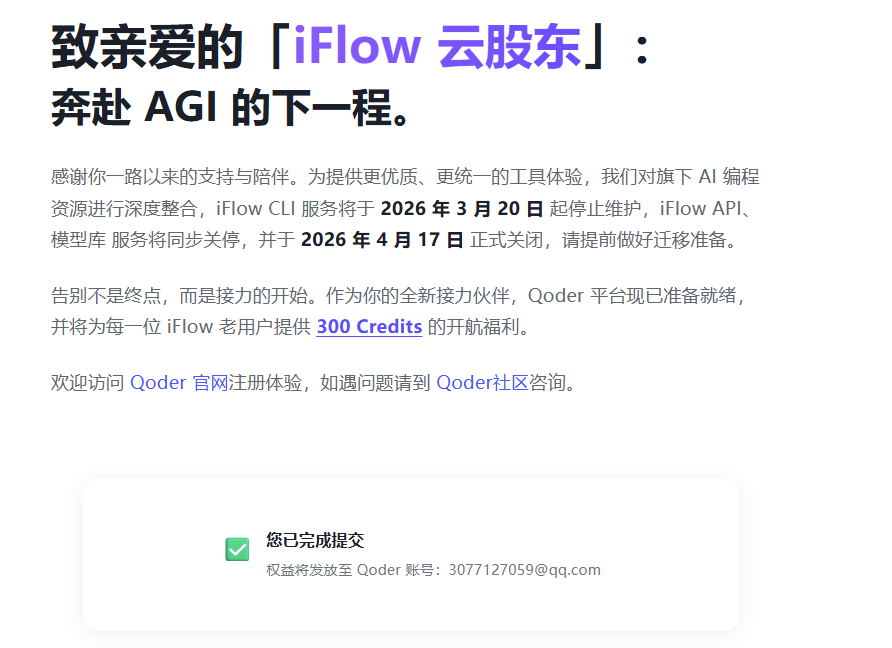 致亲爱的「iFlow 云股东」:
奔赴 AGI 的下一程。
感谢你一路以来的支持与陪伴。为提供更优质、更统一的工具体验，我们对旗下 AI 编程
资源进行深度整合，iFlow CLI 服务将于 2026 年 3 月 20 日 起停止维护，iFlow API、
模型库 服务将同步关停，并于 2026 年 4 月 17 日 正式关闭，请提前做好迁移准备。
告别不是终点，而是接力的开始。作为你的全新接力伙伴，Qoder 平台现已准备就绪，
并将为每一位 iFlow 老用户提供 300 Credits 的开航福利。
欢迎访问 Qoder 官网注册体验，如遇问题请到 Qoder社区咨询。
您已完成提交
权益将发放至 Qoder 账号：3077127059@qq.com